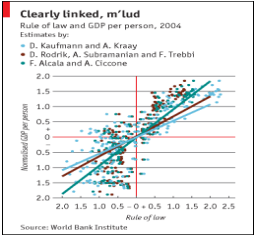 Clearly linked, m'lud
Rule of law and GDP per person, 2004
Estimates by:
D. Kaufmann and A. Kraay
D. Rodrik, A. Subramanian and F. Trebbi
F. Alcala and A. Ciccone
Normalised GDP per person
2.0
1.5
1.0
0.5
0
0.5
1.0
1.5
2.0
2.0 1.5 1.0 0.5 – 0 + 0.5 1.0 1.5 2.0 2.5
Rule of law
Source: World Bank Institute